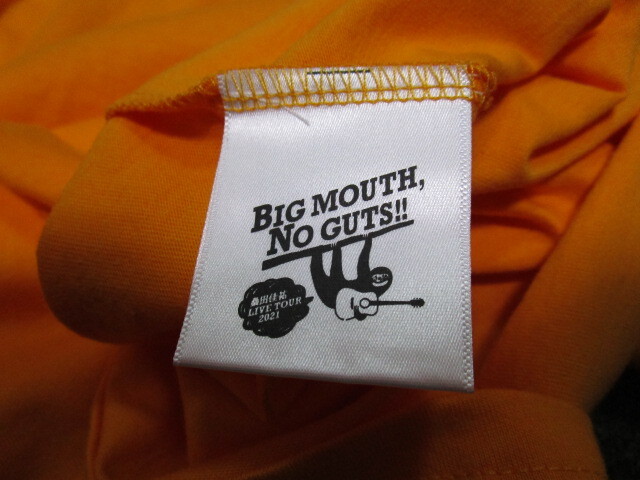 BIG MOUTH,
NO GUTS!!
桑田佳祐
LIVE TOUR
2021